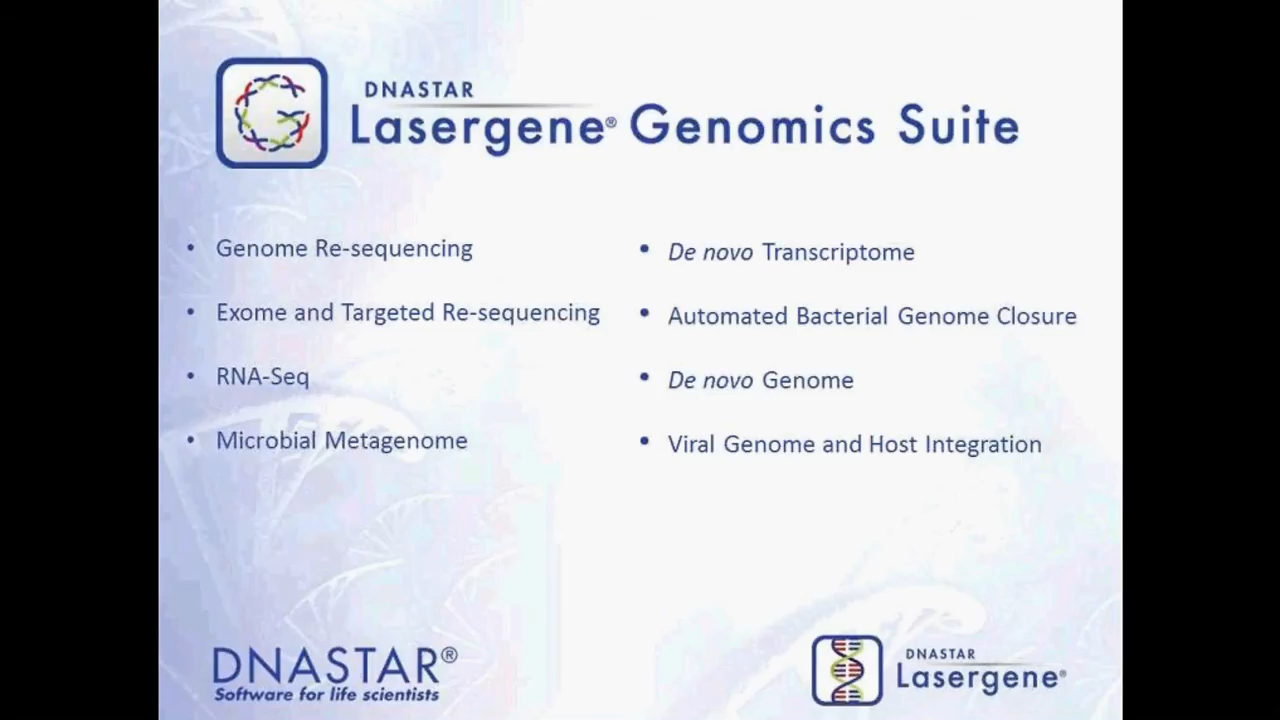 DNASTAR
Lasergene® Genomics Suite
• Genome Re-sequencing
• Exome and Targeted Re-sequencing
• RNA-Seq
• Microbial Metagenome
• De novo Transcriptome
• Automated Bacterial Genome Closure
• De novo Genome
• Viral Genome and Host Integration
DNASTAR®
Software for life scientists
DNASTAR
Lasergene®